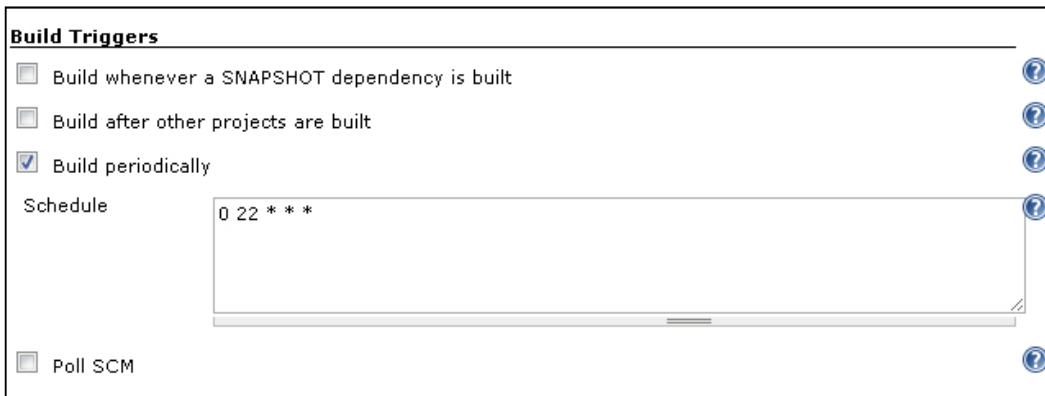 Build Triggers
Build whenever a SNAPSHOT dependency is built
?
Build after other projects are built
?
Build periodically
?
Schedule
0 22 * * *
?
Poll SCM
?